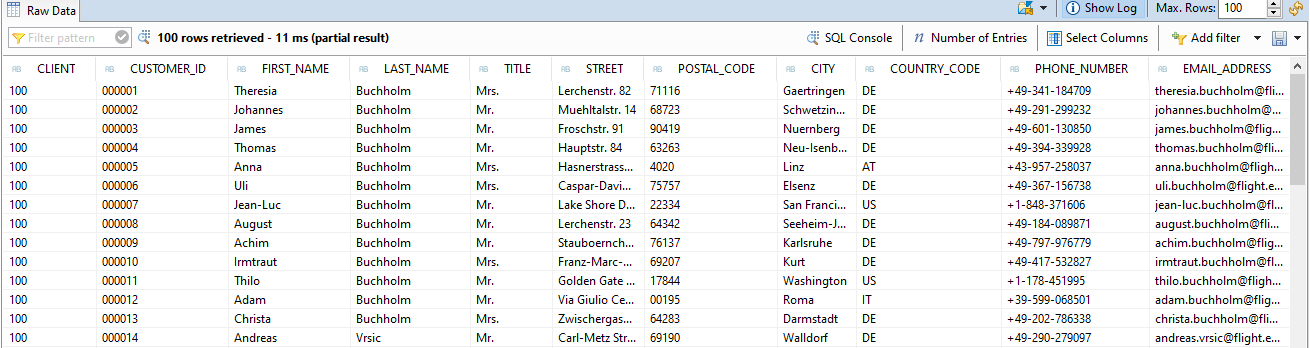 Raw Data Show Log Max. Rows: 100
Filter pattern 100 rows retrieved - 11 ms (partial result) SQL Console Number of Entries Select Columns Add filter
CLIENT CUSTOMER_ID FIRST_NAME LAST_NAME TITLE STREET POSTAL_CODE CITY COUNTRY_CODE PHONE_NUMBER EMAIL_ADDRESS
100 000001 Theresia Buchholm Mrs. Lerchenstr. 82 71116 Gaertringen DE +49-341-184709 theresia.buchholm@fl...
100 000002 Johannes Buchholm Mr. Muehltalstr. 14 68723 Schwetzin... DE +49-291-299232 johannes.buchholm@...
100 000003 James Buchholm Mr. Froschstr. 91 90419 Nuernberg DE +49-601-130850 james.buchholm@flig...
100 000004 Thomas Buchholm Mr. Hauptstr. 84 63263 Neu-Isenb... DE +49-394-339928 thomas.buchholm@fl...
100 000005 Anna Buchholm Mrs. Hasnerstrass... 4020 Linz AT +43-957-258037 anna.buchholm@fligh...
100 000006 Uli Buchholm Mrs. Caspar-Davi... 75757 Elsenz DE +49-367-156738 uli.buchholm@flight.e...
100 000007 Jean-Luc Buchholm Mr. Lake Shore D... 22334 San Franci... US +1-848-371606 jean-luc.buchholm@fl...
100 000008 August Buchholm Mr. Lerchenstr. 23 64342 Seeheim-J... DE +49-184-089871 august.buchholm@fli...
100 000009 Achim Buchholm Mr. Stauboernch... 76137 Karlsruhe DE +49-797-976779 achim.buchholm@flig...
100 000010 Irmtraut Buchholm Mrs. Franz-Marc-... 69207 Kurt DE +49-417-532827 irmtraut.buchholm@fl...
100 000011 Thilo Buchholm Mr. Golden Gate ... 17844 Washington US +1-178-451995 thilo.buchholm@fligh...
100 000012 Adam Buchholm Mr. Via Giulio Ce... 00195 Roma IT +39-599-068501 adam.buchholm@fli...
100 000013 Christa Buchholm Mrs. Zwischergas... 64283 Darmstadt DE +49-202-786338 christa.buchholm@fli...
100 000014 Andreas Vrsic Mr. Carl-Metz Str... 69190 Walldorf DE +49-290-279097 andreas.vrsic@flight.e...